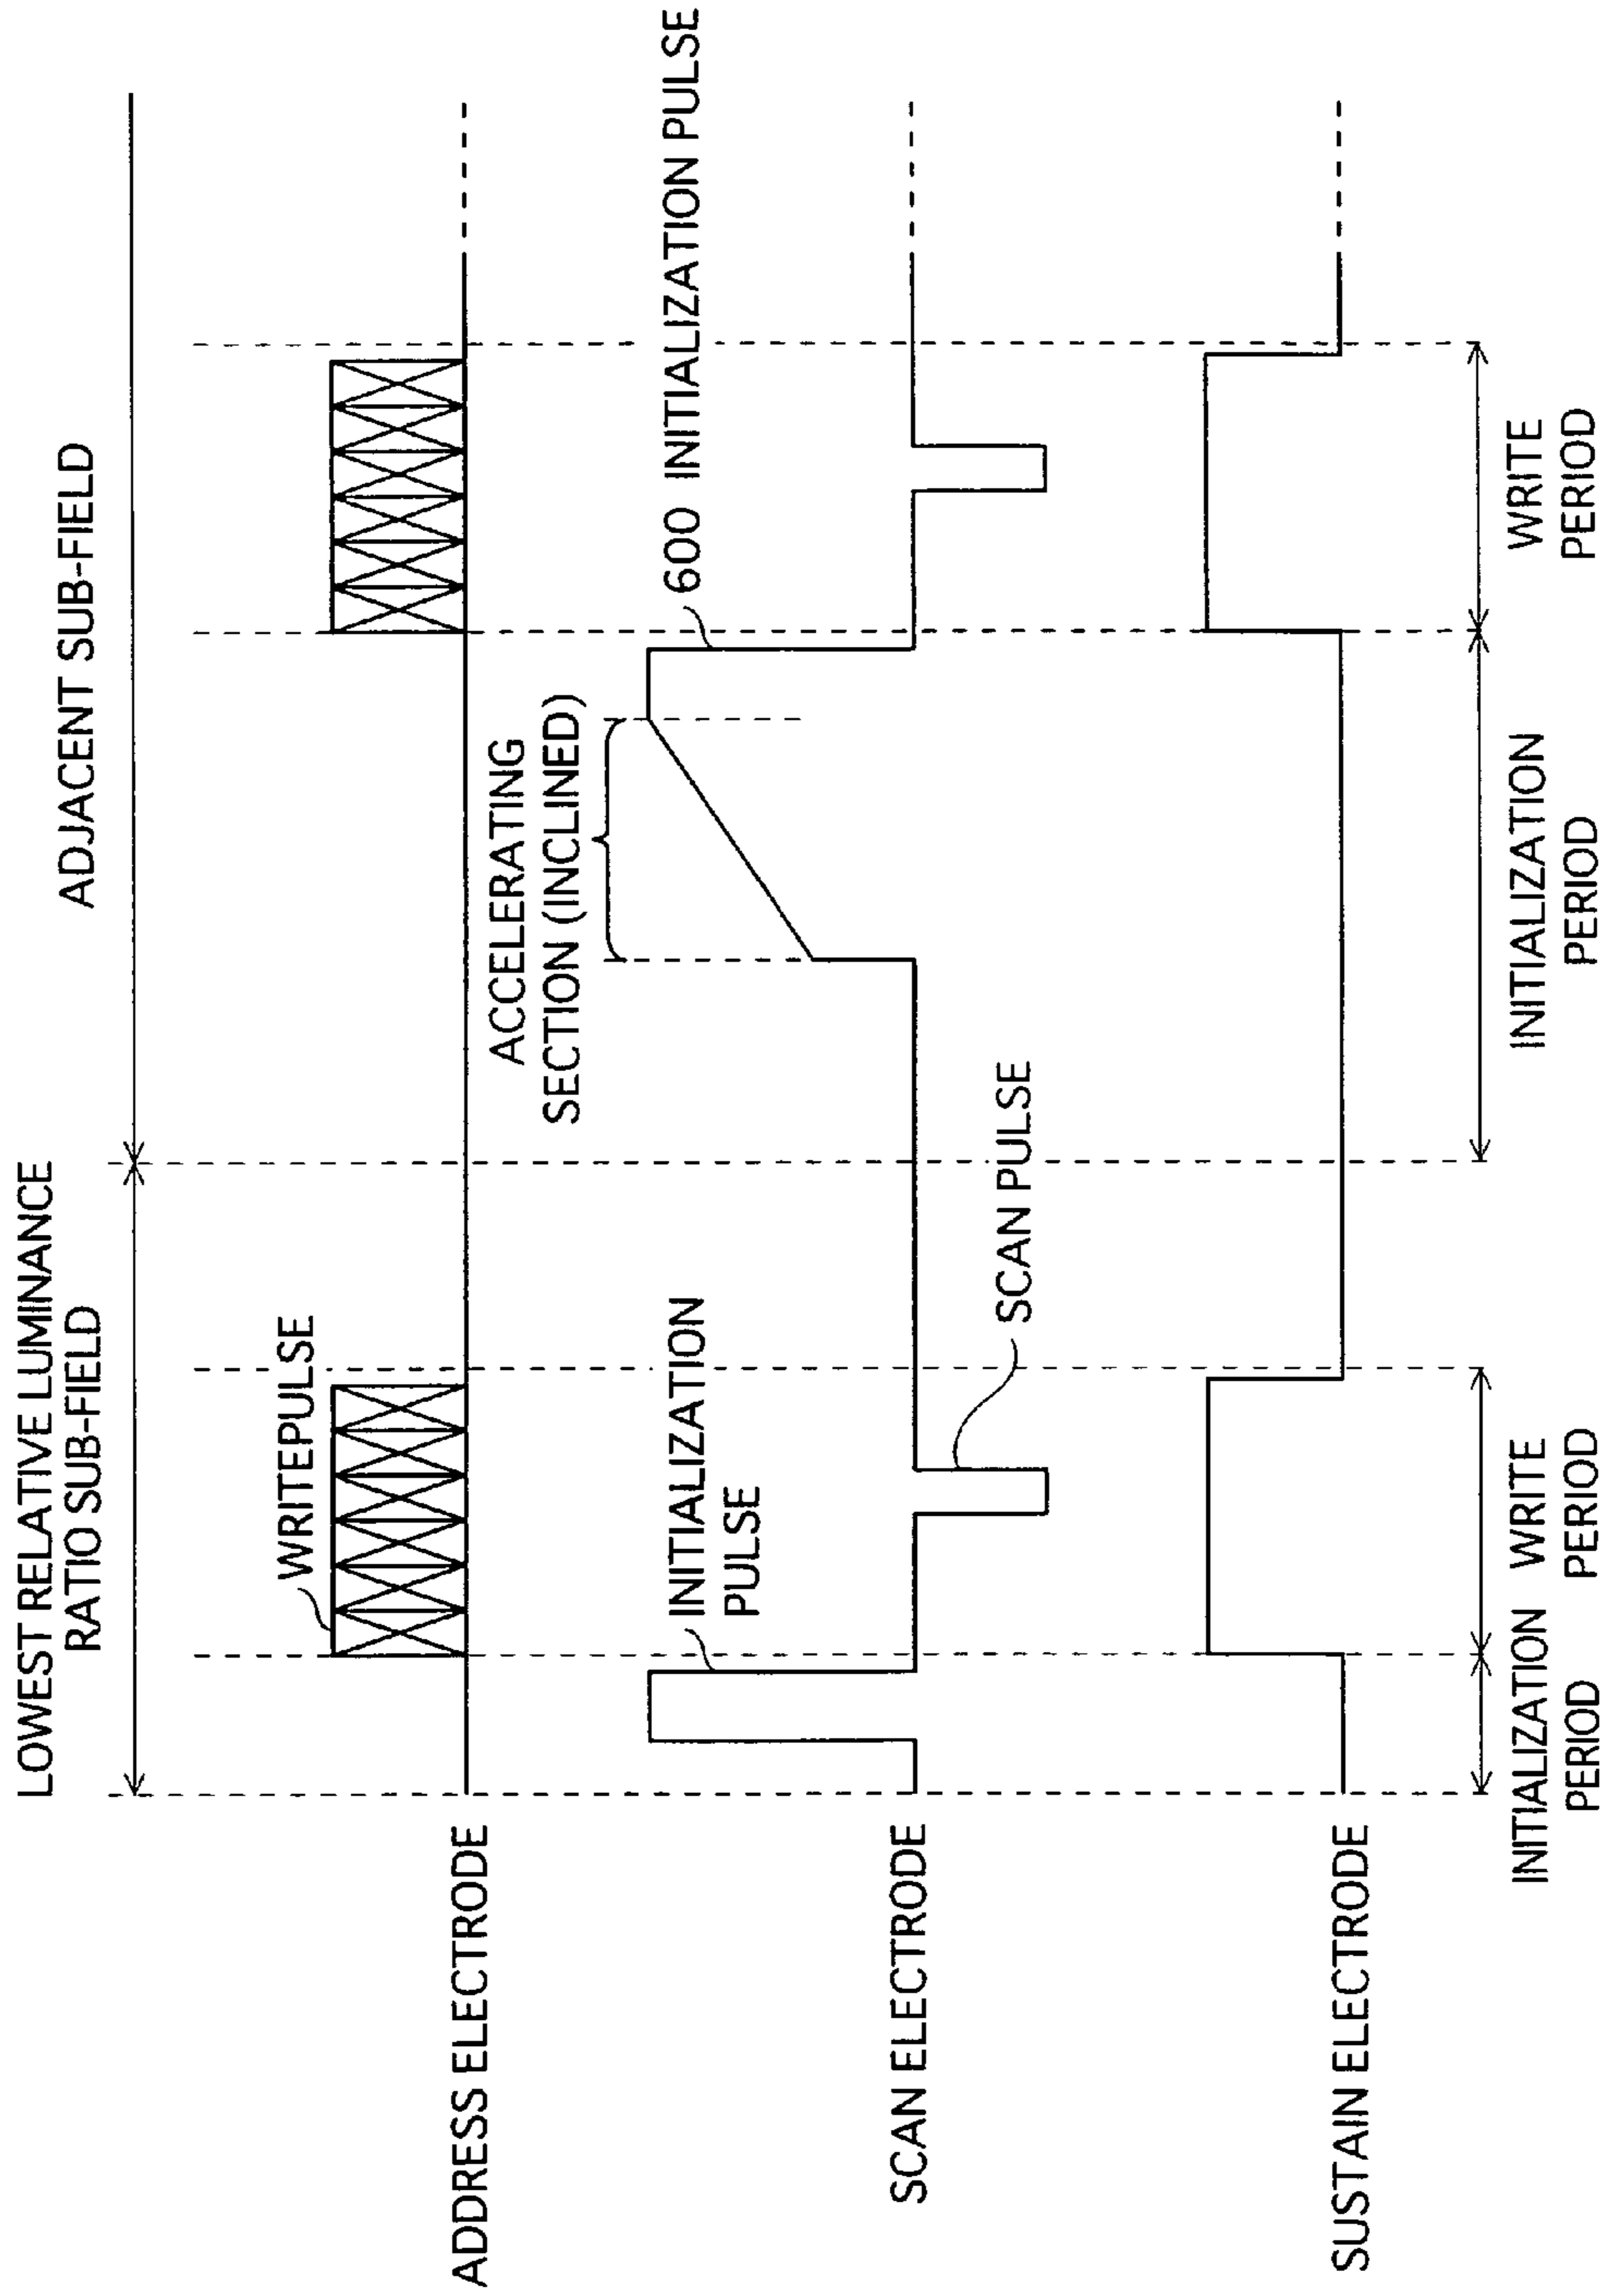 LOWEST RELATIVE LUMINANCE
RATIO SUB-FIELD
ADJACENT SUB-FIELD
WRITEPULSE
ADDRESS ELECTRODE
ACCELERATING
SECTION (INCLINED)
INITIALIZATION
PULSE
600 INITIALIZATION PULSE
SCAN ELECTRODE
SCAN PULSE
SUSTAIN ELECTRODE
INITIALIZATION
PERIOD
WRITE
PERIOD
INITIALIZATION
PERIOD
WRITE
PERIOD